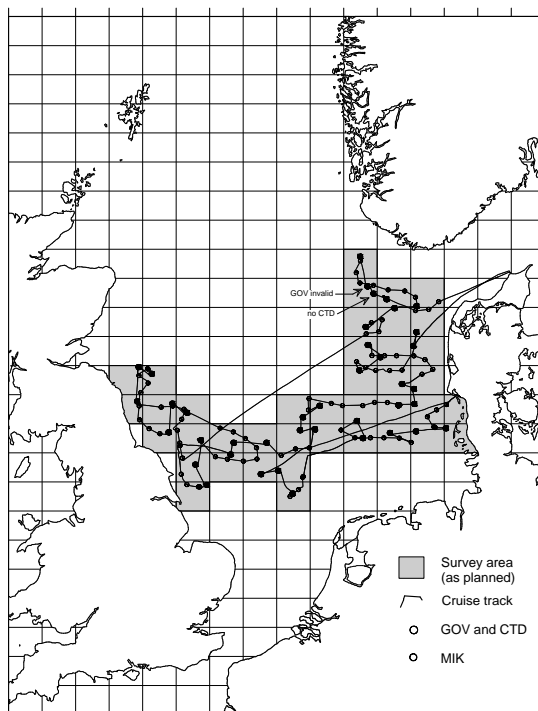 GOV invalid
no CTD
Survey area
(as planned)
Cruise track
GOV and CTD
MIK